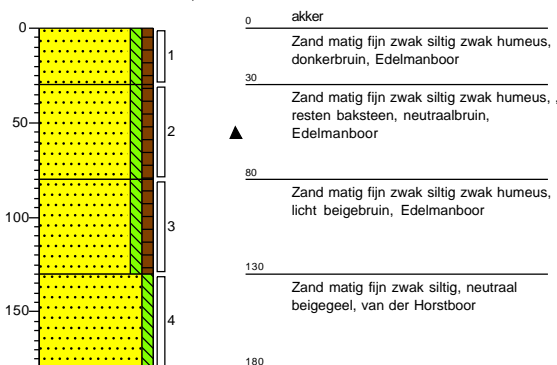 0
50
100
150
1
2
3
4
0
akker
Zand matig fijn zwak siltig zwak humeus,
donkerbruin, Edelmanboor
30
Zand matig fijn zwak siltig zwak humeus, ,
resten baksteen, neutraalbruin,
Edelmanboor
80
Zand matig fijn zwak siltig zwak humeus,
licht beigebruin, Edelmanboor
130
Zand matig fijn zwak siltig, neutraal
beigegeel, van der Horstboor
180